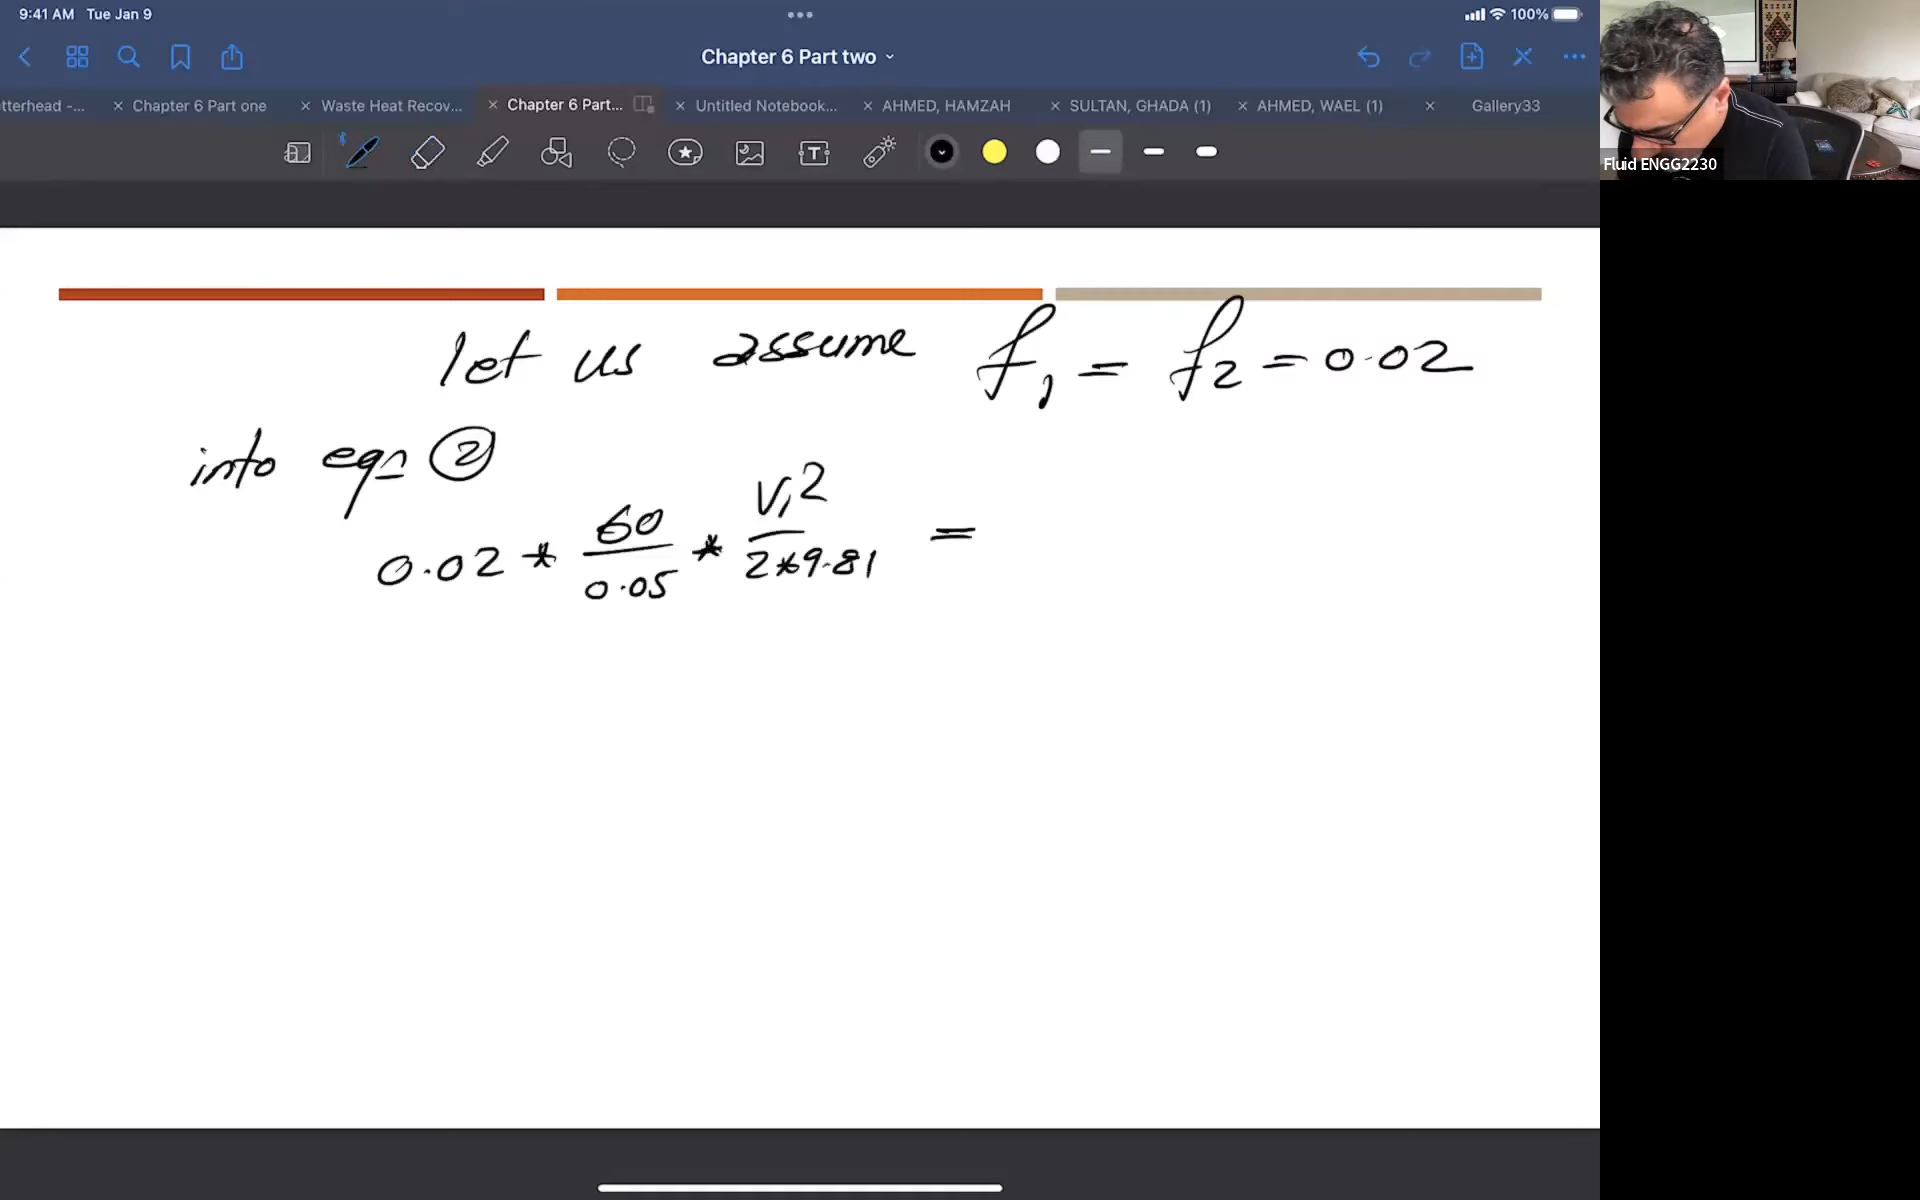 9:41 AM Tue Jan 9
100%
Chapter 6 Part two
tterhead -... × Chapter 6 Part one × Waste Heat Recov... × Chapter 6 Part... × Untitled Notebook... × AHMED, HAMZAH × SULTAN, GHADA (1) × AHMED, WAEL (1) × Gallery33
T
Fluid ENGG2230
let us assume f₁ = f₂ = 0.02
into eqn ②
0.02 * 60/0.05 * V₁²/2*9.81 =